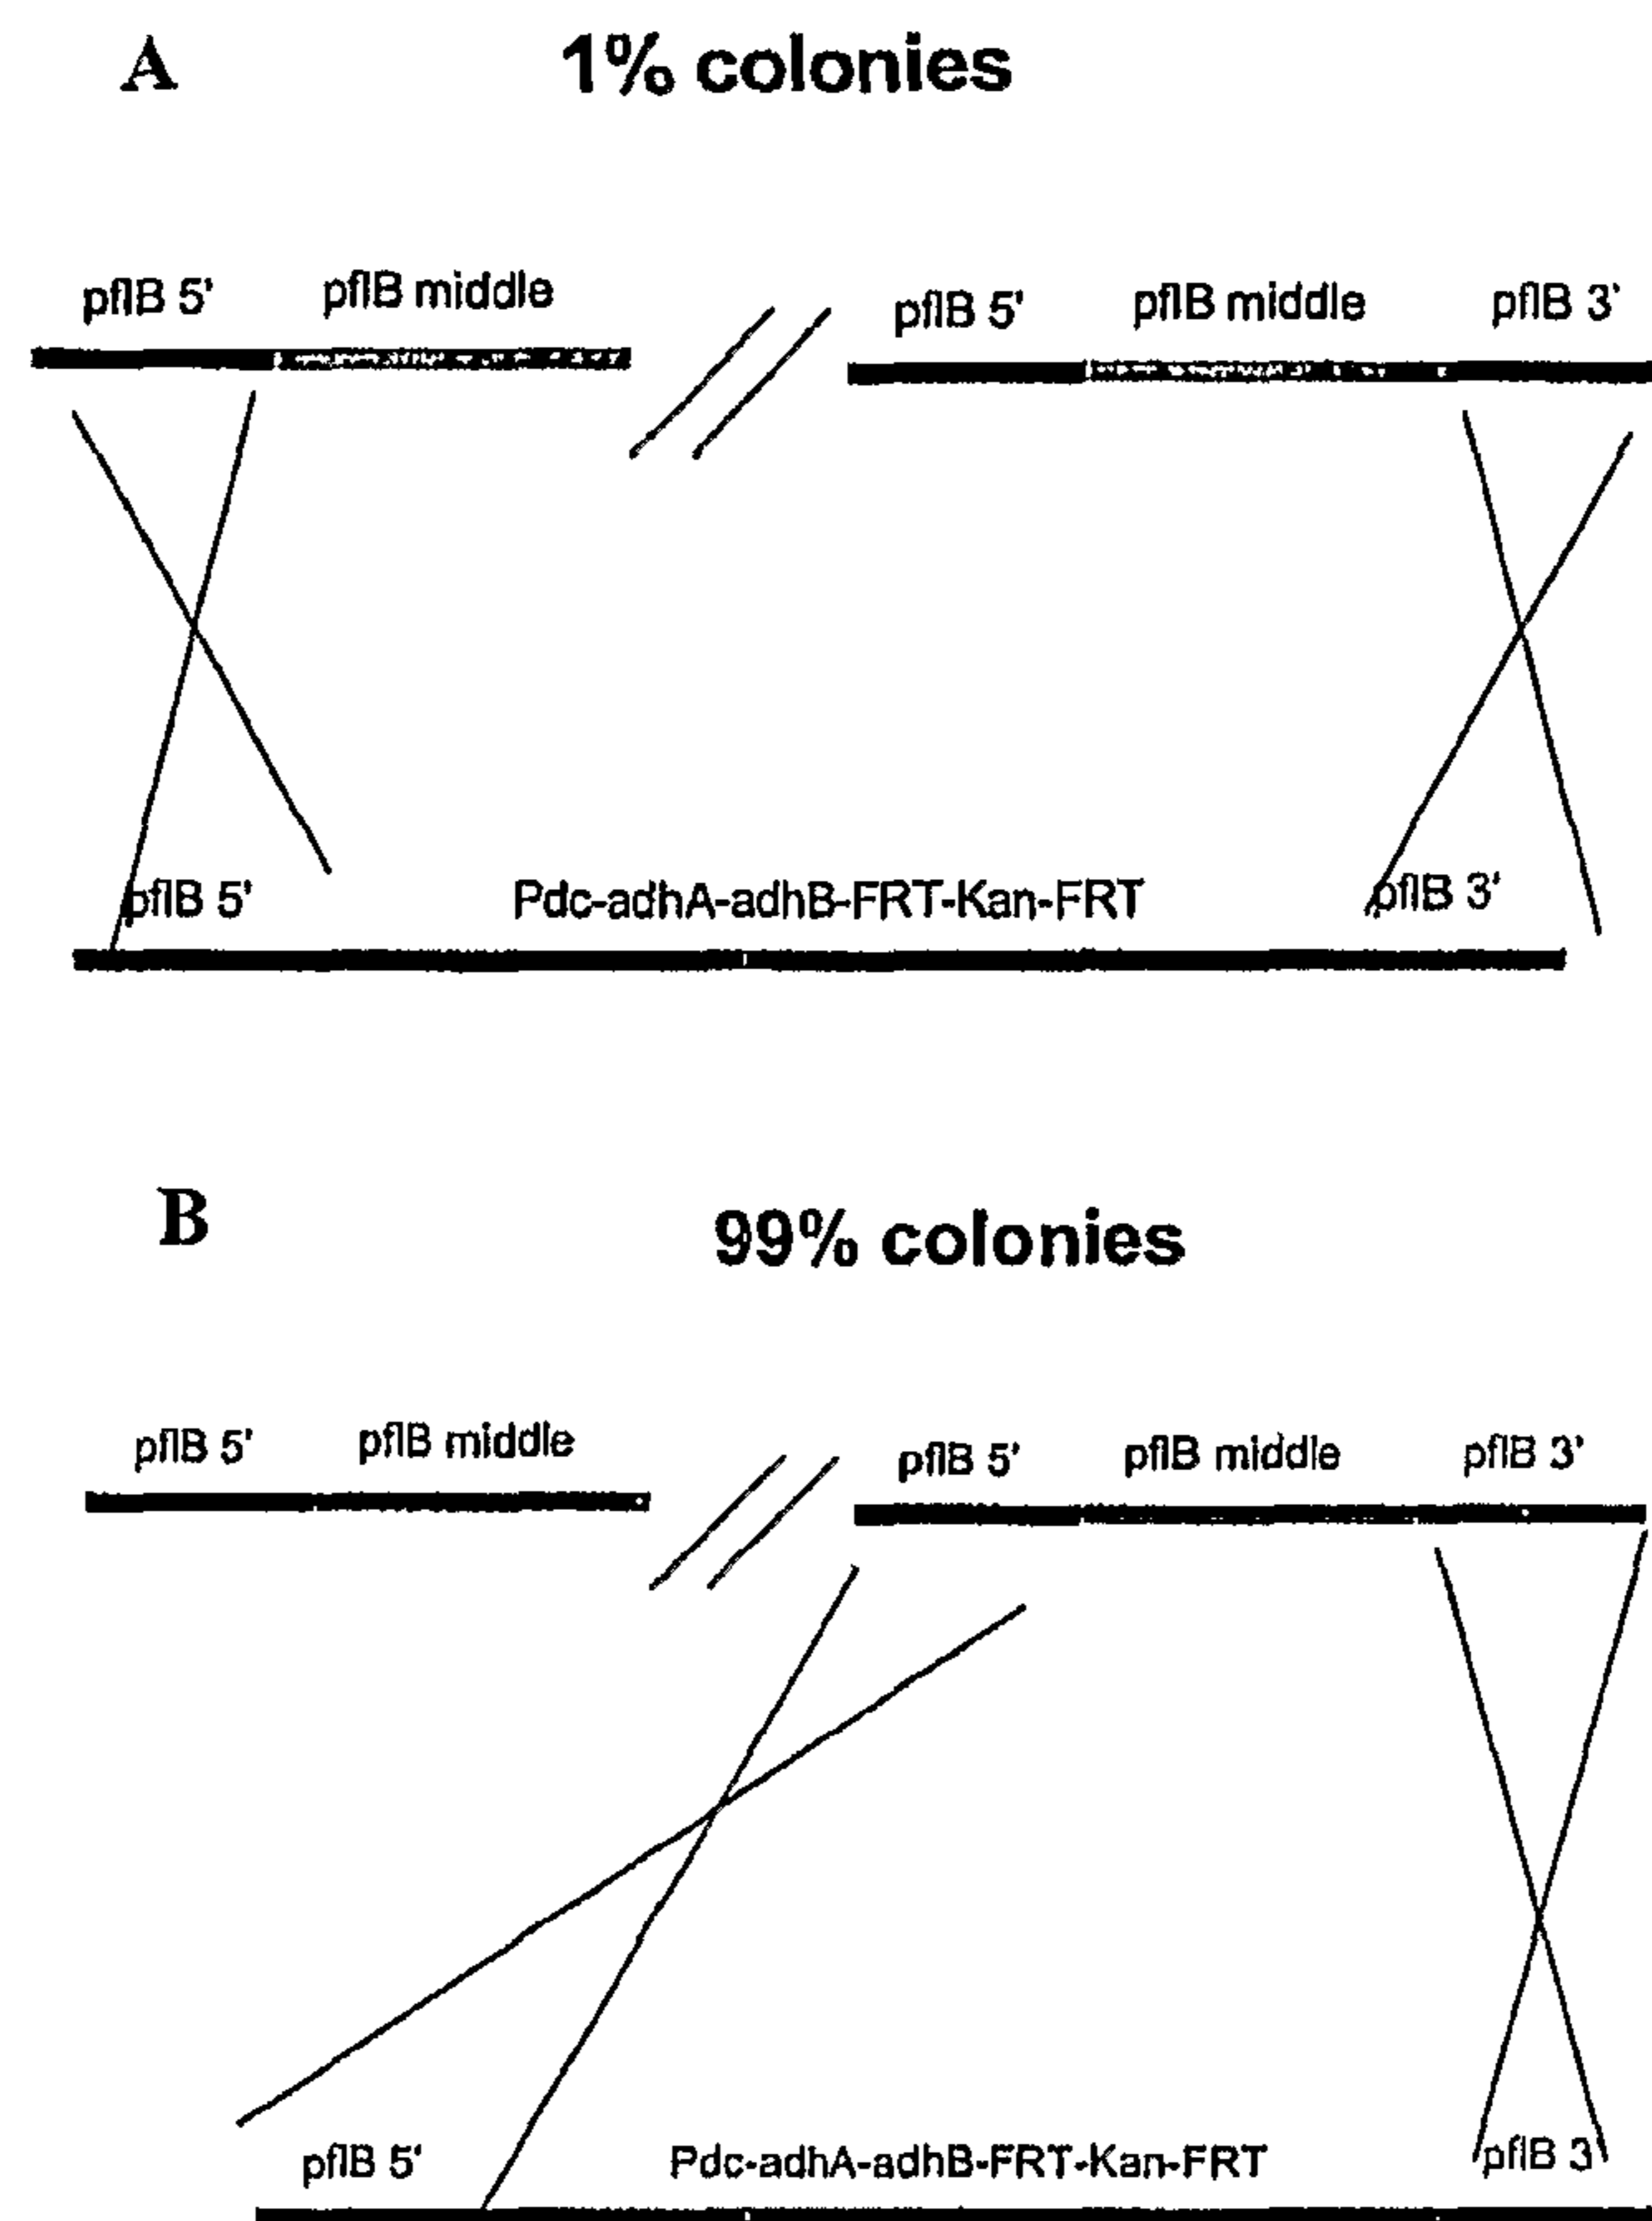 A 1% colonies
pflB 5' pflB middle pflB 5' pflB middle pflB 3'
pflB 5' Pdc-adhA-adhB-FRT-Kan-FRT pflB 3'
B 99% colonies
pflB 5' pflB middle pflB 5' pflB middle pflB 3'
pflB 5' Pdc-adhA-adhB-FRT-Kan-FRT pflB 3'